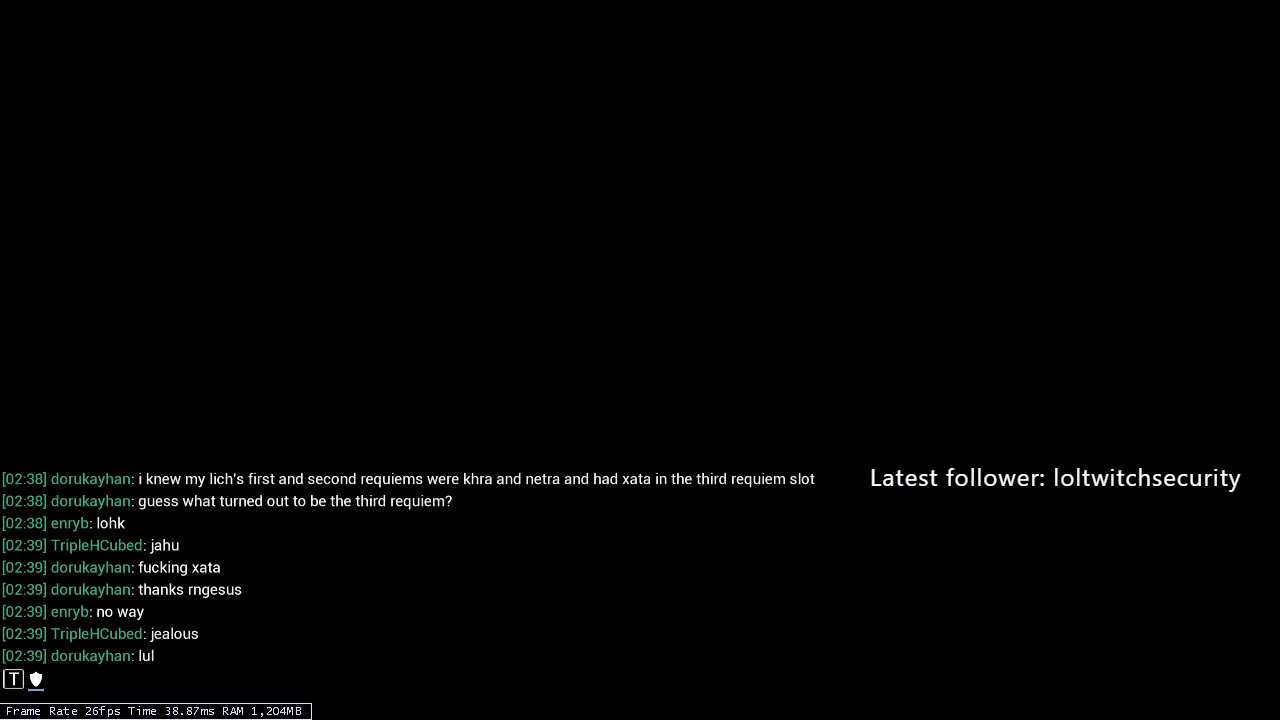 [02:38] dorukayhan: i knew my lich's first and second requiems were khra and netra and had xata in the third requiem slot
Latest follower: loltwitchsecurity
[02:38] dorukayhan: guess what turned out to be the third requiem?
[02:38] enryb: lohk
[02:39] TripleHCubed: jahu
[02:39] dorukayhan: fucking xata
[02:39] dorukayhan: thanks rngesus
[02:39] enryb: no way
[02:39] TripleHCubed: jealous
[02:39] dorukayhan: lul
T
Frame Rate 26fps Time 38.87ms RAM 1,204MB